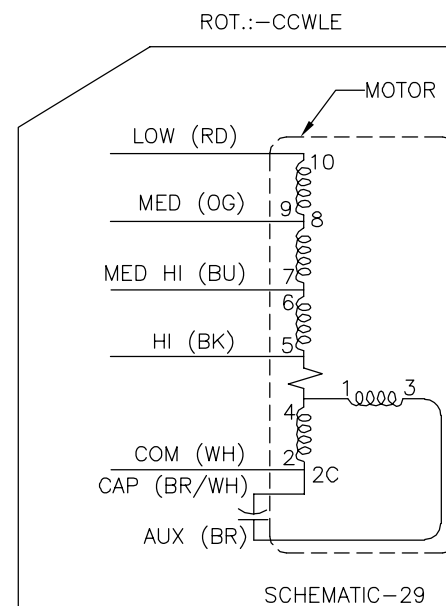 ROT.:-CCWLE
MOTOR
LOW (RD)
10
MED (OG)
9 8
MED HI (BU)
7
6
HI (BK)
5
1 3
4
COM (WH)
2
2C
CAP (BR/WH)
AUX (BR)
SCHEMATIC-29